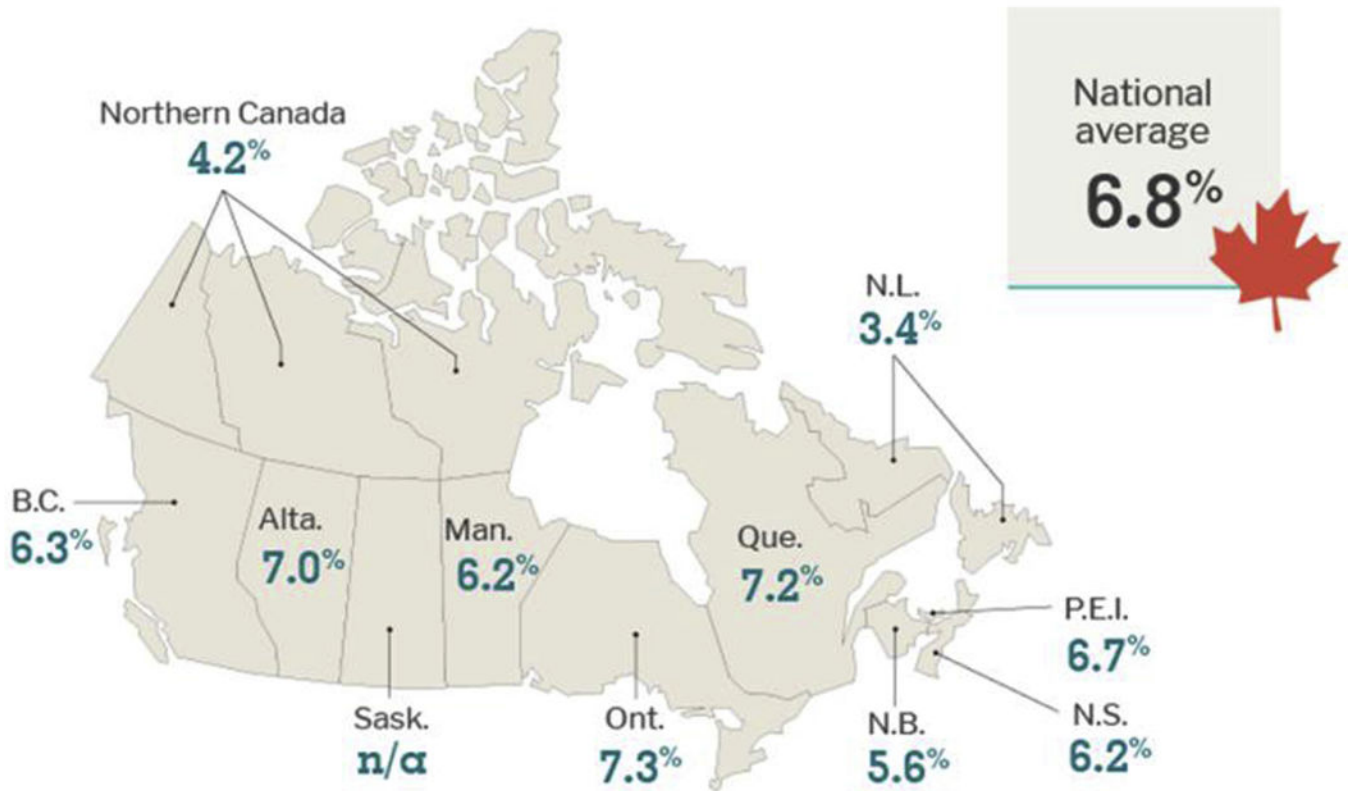 National
average
6.8%
Northern Canada
4.2%
N.L.
3.4%
B.C.
6.3%
Alta.
7.0%
Man.
6.2%
Que.
7.2%
P.E.I.
6.7%
Sask.
n/a
Ont.
7.3%
N.B.
5.6%
N.S.
6.2%